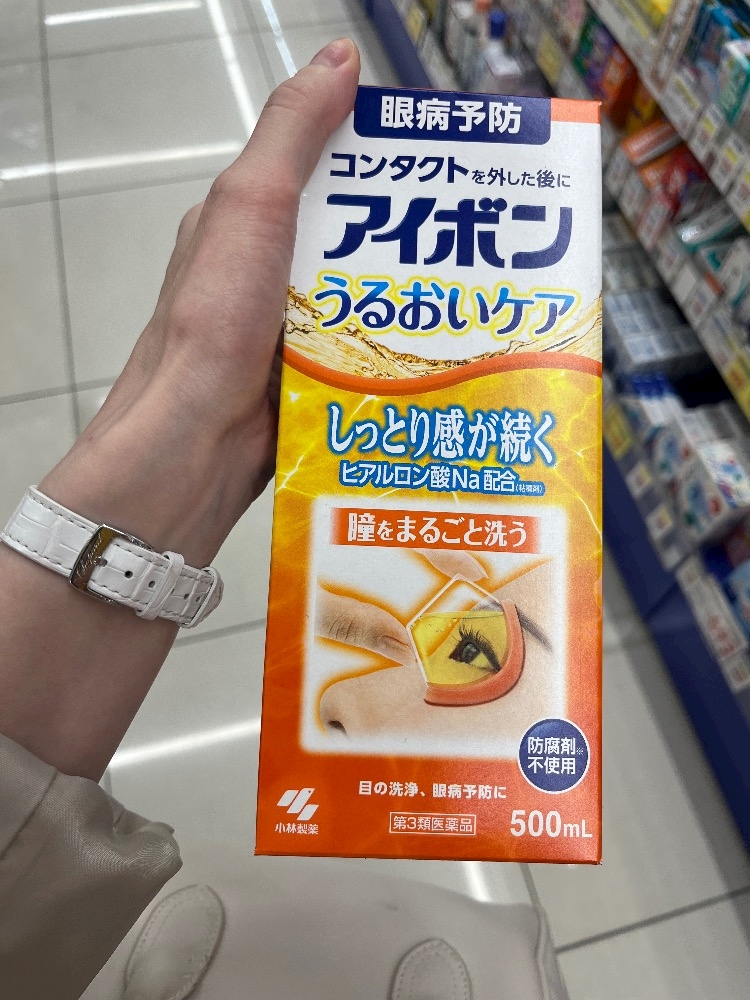 眼病予防
コンタクトを外した後に
アイボン
うるおいケア
しっとり感が続く
ヒアルロン酸Na配合(粘稠剤)
瞳をまるごと洗う
防腐剤※
不使用
目の洗浄、眼病予防に
小林製薬
第3類医薬品
500mL